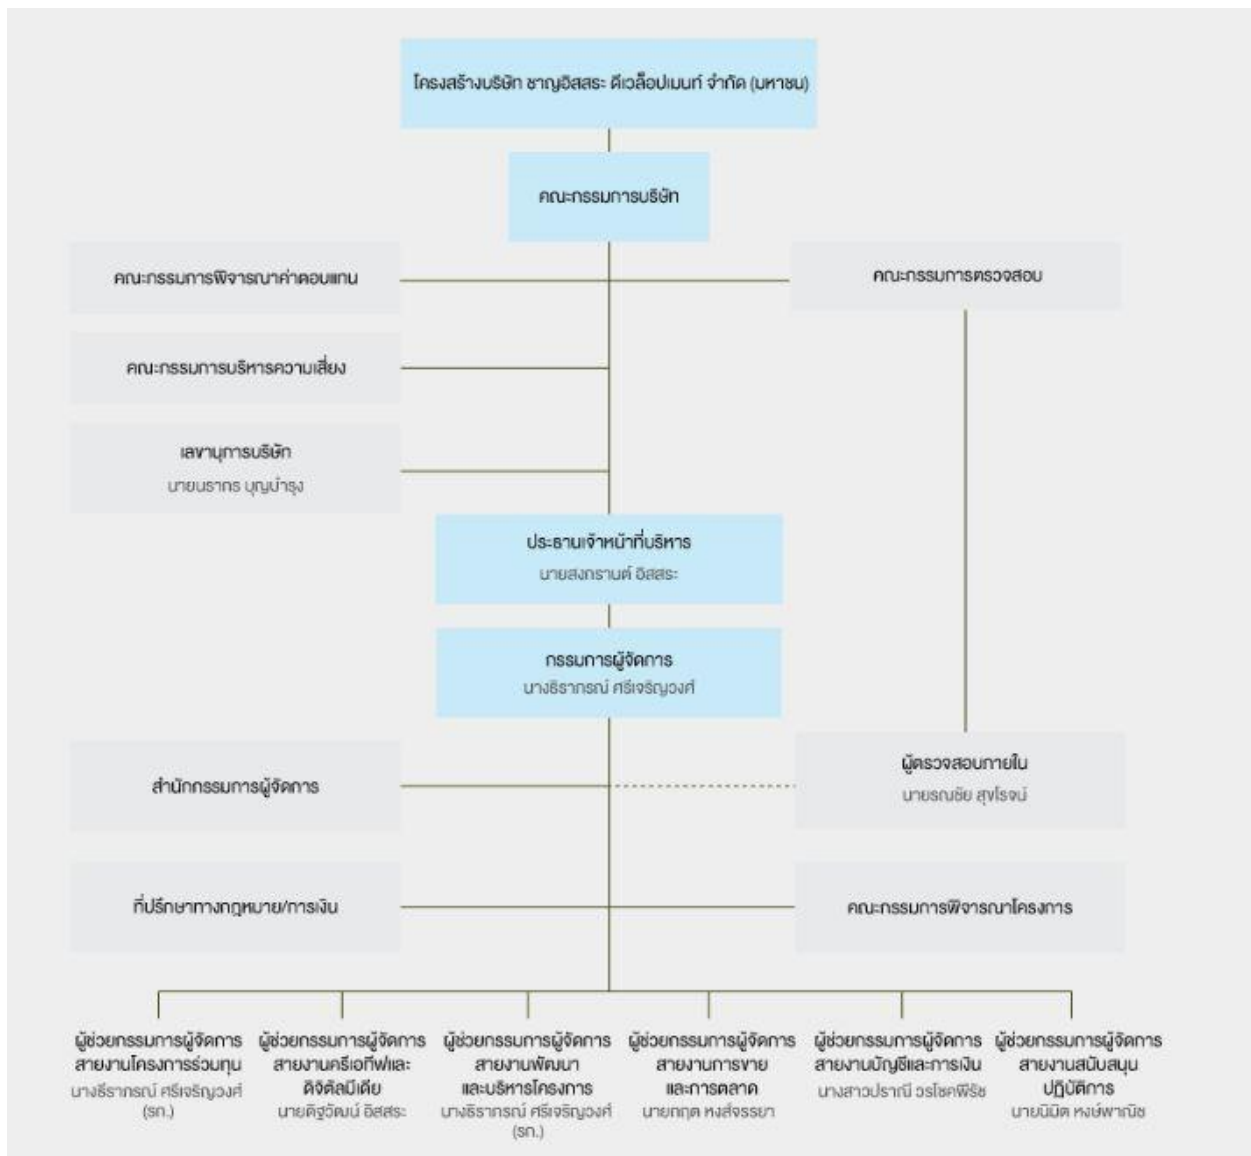 โครงสร้างบริษัท ชาญอิสสระ ดีเวล็อปเมนท์ จำกัด (มหาชน)
คณะกรรมการบริษัท
คณะกรรมการพิจารณาค่าตอบแทน
คณะกรรมการตรวจสอบ
คณะกรรมการบริหารความเสี่ยง
เลขานุการบริษัท
นายนรากร บุญบำรุง
ประธานเจ้าหน้าที่บริหาร
นายสงกรานต์ อิสสระ
กรรมการผู้จัดการ
นางธิราภรณ์ ศรีเจริญวงศ์
สำนักกรรมการผู้จัดการ
ผู้ตรวจสอบภายใน
นายรณชัย สุขโรจน์
ที่ปรึกษาทางกฎหมาย/การเงิน
คณะกรรมการพิจารณาโครงการ
ผู้ช่วยกรรมการผู้จัดการ
สายงานโครงการร่วมทุน
นางธีราภรณ์ ศรีเจริญวงศ์
(รก.)
ผู้ช่วยกรรมการผู้จัดการ
สายงานครีเอทีฟและ
ดิจิตัลมีเดีย
นายดิฐวัฒน์ อิสสระ
ผู้ช่วยกรรมการผู้จัดการ
สายงานพัฒนา
และบริหารโครงการ
นางธิราภรณ์ ศรีเจริญวงศ์
(รก.)
ผู้ช่วยกรรมการผู้จัดการ
สายงานการขาย
และการตลาด
นายกฤต หงส์จรรยา
ผู้ช่วยกรรมการผู้จัดการ
สายงานบัญชีและการเงิน
นางสาวปราณี วรโชคพีรัช
ผู้ช่วยกรรมการผู้จัดการ
สายงานสนับสนุน
ปฏิบัติการ
นายนิมิต หงษ์พาณิช